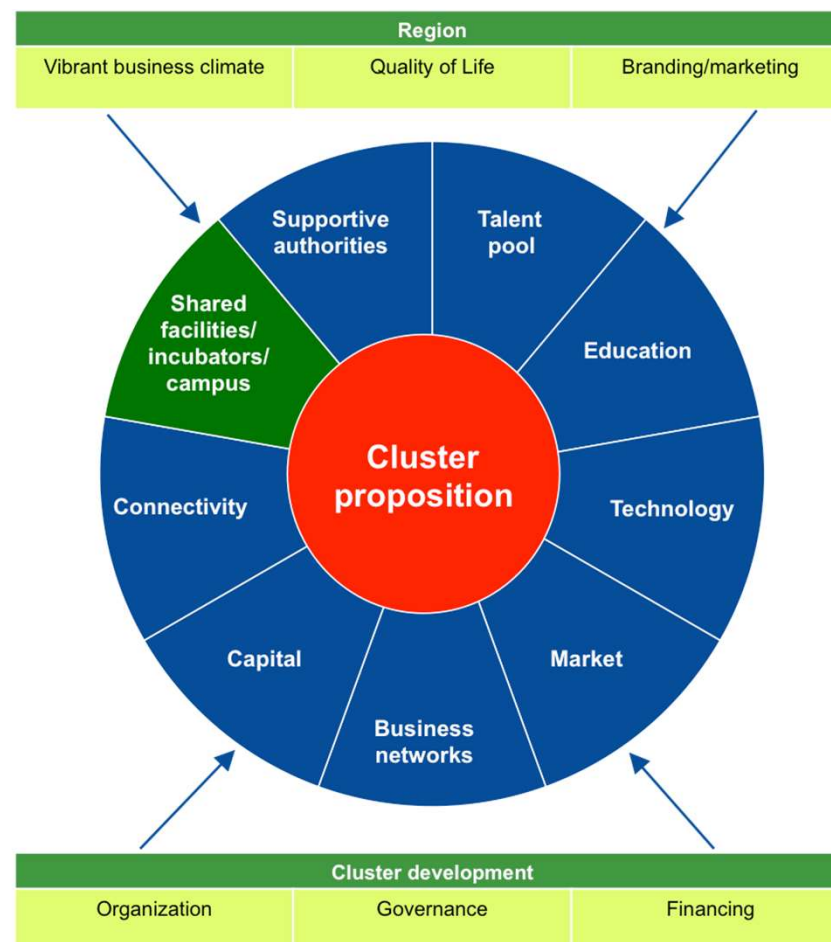 Region
Vibrant business climate
Quality of Life
Branding/marketing
Supportive
authorities
Talent
pool
Shared
facilities/
incubators/
campus
Education
Cluster
proposition
Connectivity
Technology
Capital
Market
Business
networks
Cluster development
Organization
Governance
Financing